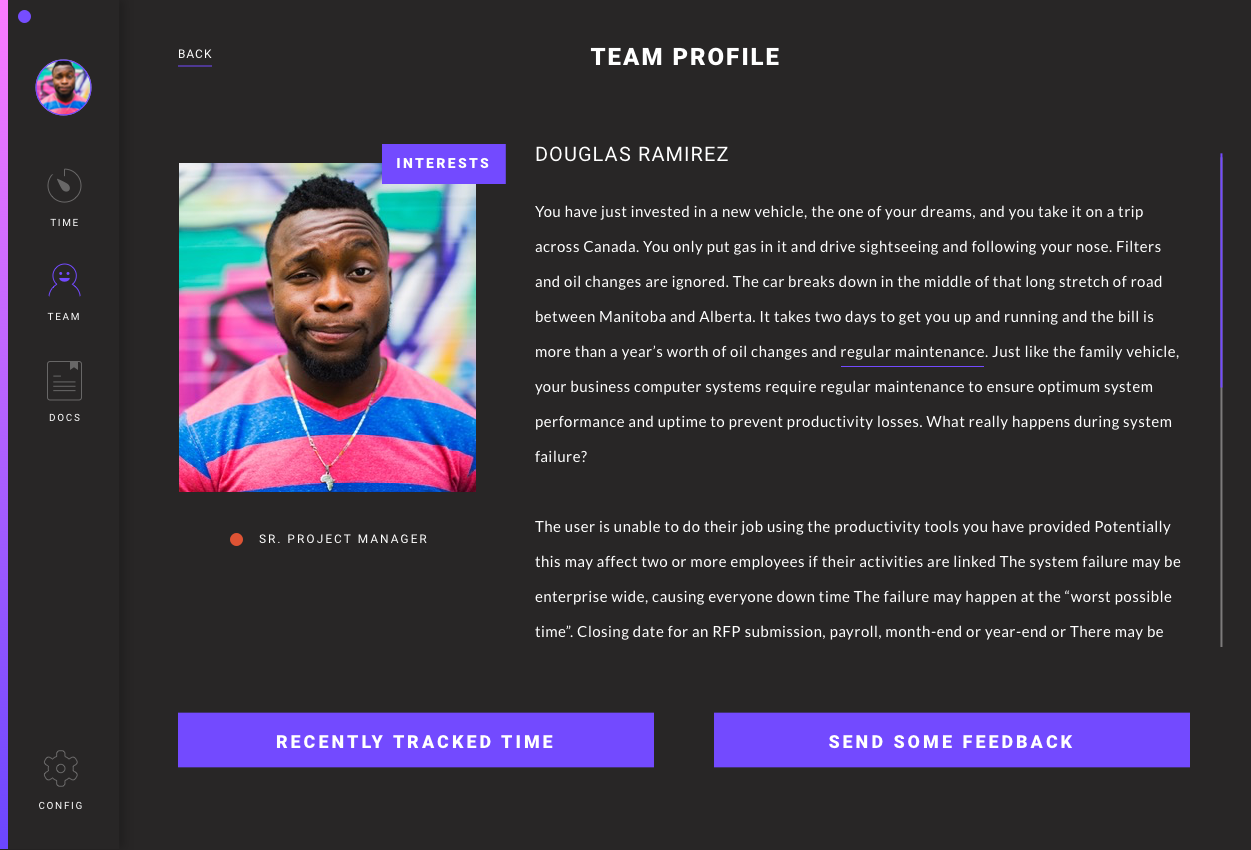 BACK
TEAM PROFILE
TIME
TEAM
DOCS
CONFIG
INTERESTS
SR. PROJECT MANAGER
DOUGLAS RAMIREZ
You have just invested in a new vehicle, the one of your dreams, and you take it on a trip
across Canada. You only put gas in it and drive sightseeing and following your nose. Filters
and oil changes are ignored. The car breaks down in the middle of that long stretch of road
between Manitoba and Alberta. It takes two days to get you up and running and the bill is
more than a year’s worth of oil changes and regular maintenance. Just like the family vehicle,
your business computer systems require regular maintenance to ensure optimum system
performance and uptime to prevent productivity losses. What really happens during system
failure?
The user is unable to do their job using the productivity tools you have provided Potentially
this may affect two or more employees if their activities are linked The system failure may be
enterprise wide, causing everyone down time The failure may happen at the “worst possible
time”. Closing date for an RFP submission, payroll, month-end or year-end or There may be
RECENTLY TRACKED TIME
SEND SOME FEEDBACK